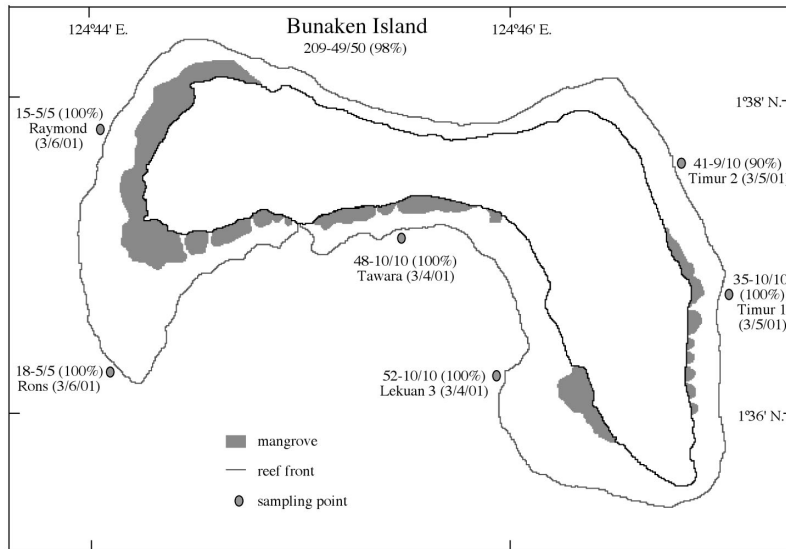 Bunaken Island
209-49/50 (98%)
124°44' E.
124°46' E.
1°38' N.
15-5/5 (100%)
Raymond
(3/6/01)
41-9/10 (90%)
Timur 2 (3/5/01)
48-10/10 (100%)
Tawara (3/4/01)
35-10/10
(100%)
Timur 1
(3/5/01)
18-5/5 (100%)
Rons (3/6/01)
52-10/10 (100%)
Lekuan 3 (3/4/01)
1°36' N.
mangrove
reef front
sampling point